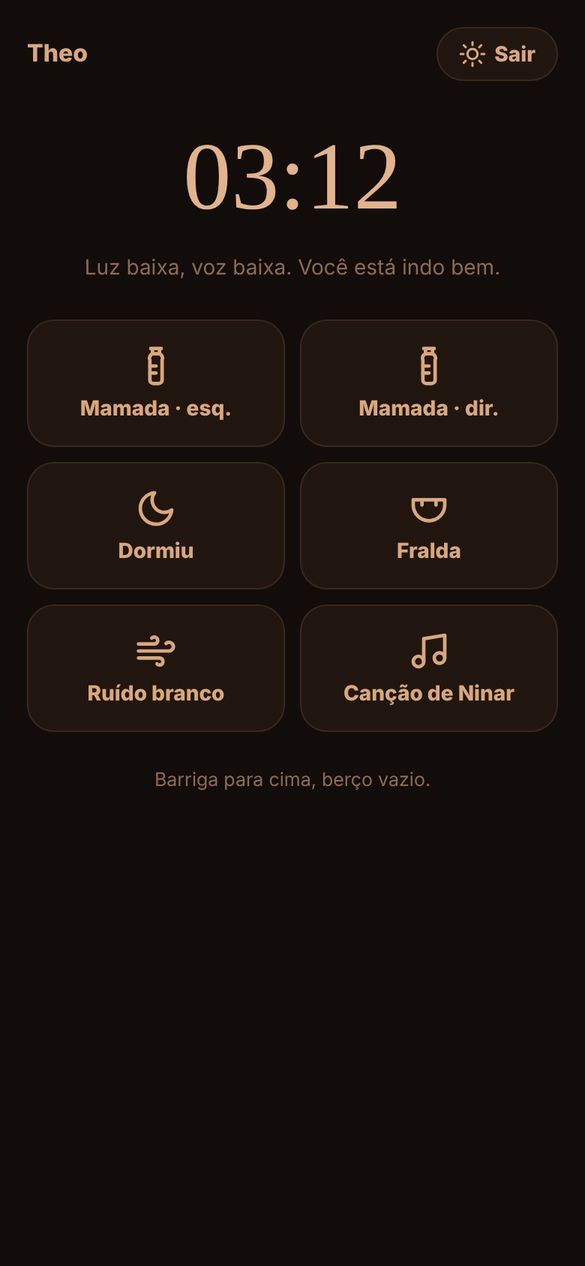 Theo
Sair
03:12
Luz baixa, voz baixa. Você está indo bem.
Mamada · esq.
Mamada · dir.
Dormiu
Fralda
Ruído branco
Canção de Ninar
Barriga para cima, berço vazio.